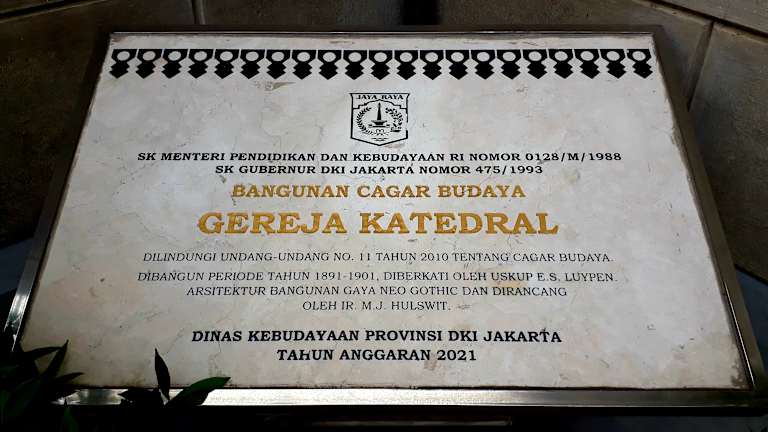 JAYA RAYA
SK MENTERI PENDIDIKAN DAN KEBUDAYAAN RI NOMOR 0128/M/1988
SK GUBERNUR DKI JAKARTA NOMOR 475/1993
BANGUNAN CAGAR BUDAYA
GEREJA KATEDRAL
DILINDUNGI UNDANG-UNDANG NO. 11 TAHUN 2010 TENTANG CAGAR BUDAYA.
DIBANGUN PERIODE TAHUN 1891-1901, DIBERKATI OLEH USKUP E.S. LUYPEN.
ARSITEKTUR BANGUNAN GAYA NEO GOTHIC DAN DIRANCANG
OLEH IR. M.J. HULSWIT.
DINAS KEBUDAYAAN PROVINSI DKI JAKARTA
TAHUN ANGGARAN 2021